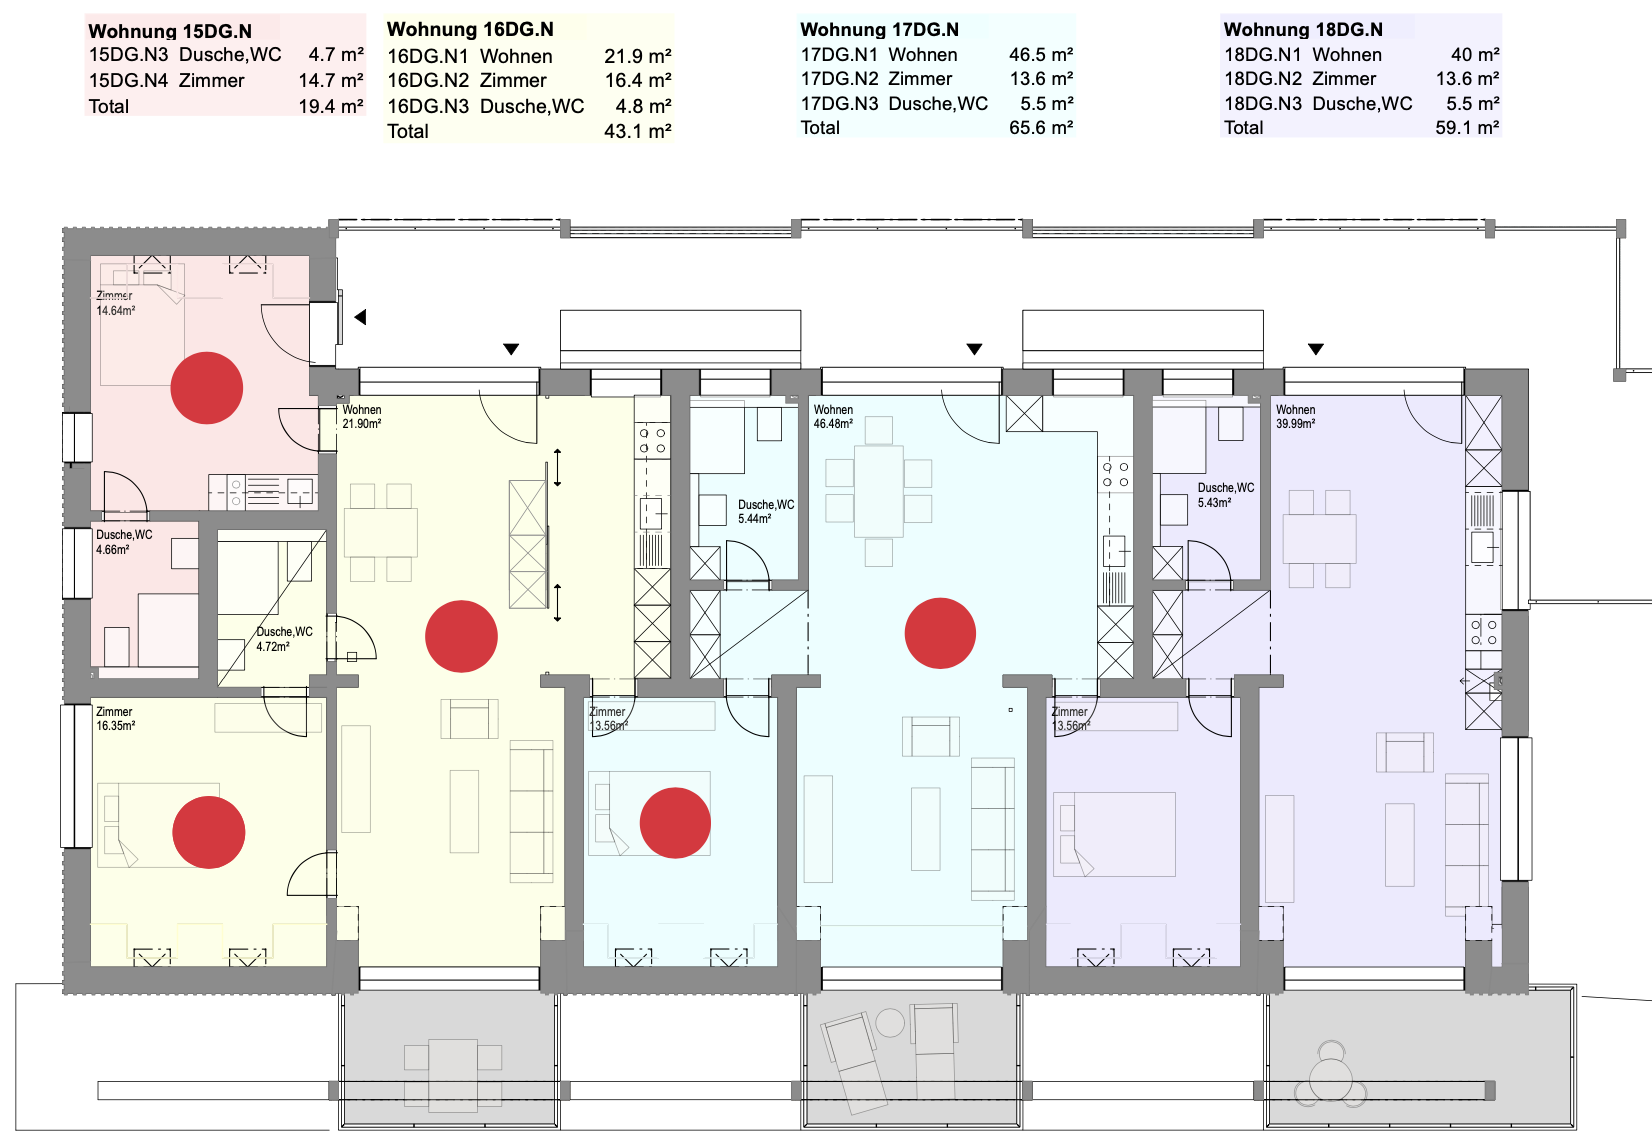 Wohnung 15DG.N
15DG.N3 Dusche,WC 4.7 m²
15DG.N4 Zimmer 14.7 m²
Total 19.4 m²
Wohnung 16DG.N
16DG.N1 Wohnen 21.9 m²
16DG.N2 Zimmer 16.4 m²
16DG.N3 Dusche,WC 4.8 m²
Total 43.1 m²
Wohnung 17DG.N
17DG.N1 Wohnen 46.5 m²
17DG.N2 Zimmer 13.6 m²
17DG.N3 Dusche,WC 5.5 m²
Total 65.6 m²
Wohnung 18DG.N
18DG.N1 Wohnen 40 m²
18DG.N2 Zimmer 13.6 m²
18DG.N3 Dusche,WC 5.5 m²
Total 59.1 m²
Zimmer
14.64m²
Wohnen
21.90m²
Wohnen
46.48m²
Wohnen
39.99m²
Dusche,WC
5.44m²
Dusche,WC
5.43m²
Dusche,WC
4.66m²
Dusche,WC
4.72m²
Zimmer
16.35m²
Zimmer
13.56m²
Zimmer
13.56m²